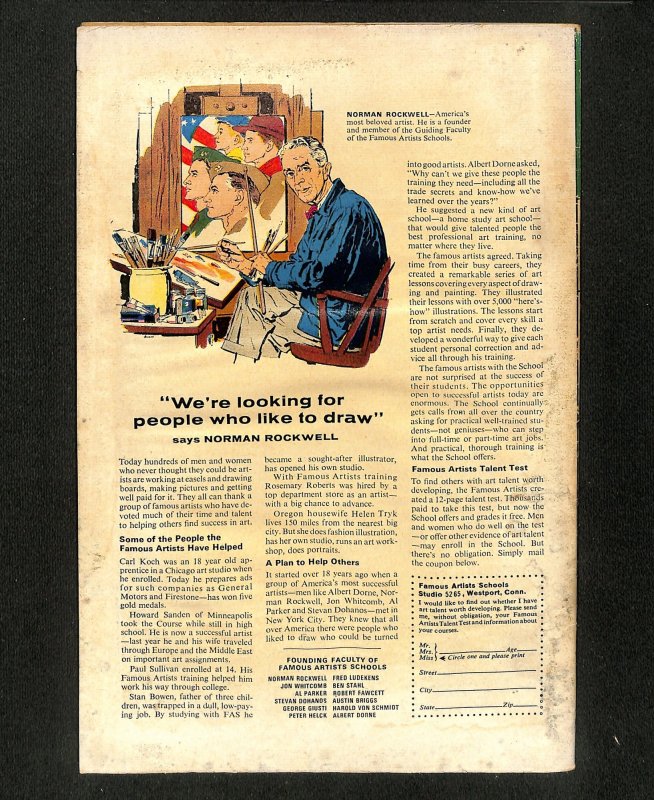 NORMAN ROCKWELL—America's
most beloved artist. He is a founder
and member of the Guiding Faculty
of the Famous Artists Schools.
"We're looking for
people who like to draw"
says NORMAN ROCKWELL
Today hundreds of men and women
who never thought they could be art-
ists are working at easels and drawing
boards, making pictures and getting
well paid for it. They all can thank a
group of famous artists who have de-
voted much of their time and talent
to helping others find success in art.
Some of the People the
Famous Artists Have Helped
Carl Koch was an 18 year old ap-
prentice in a Chicago art studio when
he enrolled. Today he prepares ads
for such companies as General
Motors and Firestone—has won five
gold medals.
Howard Sanden of Minneapolis
took the Course while still in high
school. He is now a successful artist
—last year he and his wife traveled
through Europe and the Middle East
on important art assignments.
Paul Sullivan enrolled at 14. His
Famous Artists training helped him
work his way through college.
Stan Bowen, father of three chil-
dren, was trapped in a dull, low-pay-
ing job. By studying with FAS he
became a sought-after illustrator,
has opened his own studio.
With Famous Artists training
Rosemary Roberts was hired by a
top department store as an artist—
with a big chance to advance.
Oregon housewife Helen Tryk
lives 150 miles from the nearest big
city. But she does fashion illustration,
has her own studio, runs an art work-
shop, does portraits.
A Plan to Help Others
It started over 18 years ago when a
group of America's most successful
artists—men like Albert Dorne, Nor-
man Rockwell, Jon Whitcomb, Al
Parker and Stevan Dohanos—met in
New York City. They knew that all
over America there were people who
liked to draw who could be turned
FOUNDING FACULTY OF
FAMOUS ARTISTS SCHOOLS
NORMAN ROCKWELL FRED LUDEKENS
JON WHITCOMB BEN STAHL
AL PARKER ROBERT FAWCETT
STEVAN DOHANOS AUSTIN BRIGGS
GEORGE GIUSTI HAROLD VON SCHMIDT
PETER HELCK ALBERT DORNE
into good artists. Albert Dorne asked,
"Why can't we give these people the
training they need—including all the
trade secrets and know-how we've
learned over the years?"
He suggested a new kind of art
school—a home study art school—
that would give talented people the
best professional art training, no
matter where they live.
The famous artists agreed. Taking
time from their busy careers, they
created a remarkable series of art
lessons covering every aspect of draw-
ing and painting. They illustrated
their lessons with over 5,000 "here's-
how" illustrations. The lessons start
from scratch and cover every skill a
top artist needs. Finally, they de-
veloped a wonderful way to give each
student personal correction and ad-
vice all through his training.
The famous artists with the School
are not surprised at the success of
their students. The opportunities
open to successful artists today are
enormous. The School continually
gets calls from all over the country
asking for practical well-trained stu-
dents—not geniuses—who can step
into full-time or part-time art jobs.
And practical, thorough training is
what the School offers.
Famous Artists Talent Test
To find others with art talent worth
developing, the Famous Artists cre-
ated a 12-page talent test. Thousands
paid to take this test, but now the
School offers and grades it free. Men
and women who do well on the test
—or offer other evidence of art talent
—may enroll in the School. But
there's no obligation. Simply mail
the coupon below.
Famous Artists Schools
Studio 5265, Westport, Conn.
I would like to find out whether I have
art talent worth developing. Please send
me, without obligation, your Famous
Artists Talent Test and information about
your courses.
Mr.
Mrs. Age
Miss Circle one and please print
Street
City
State Zip